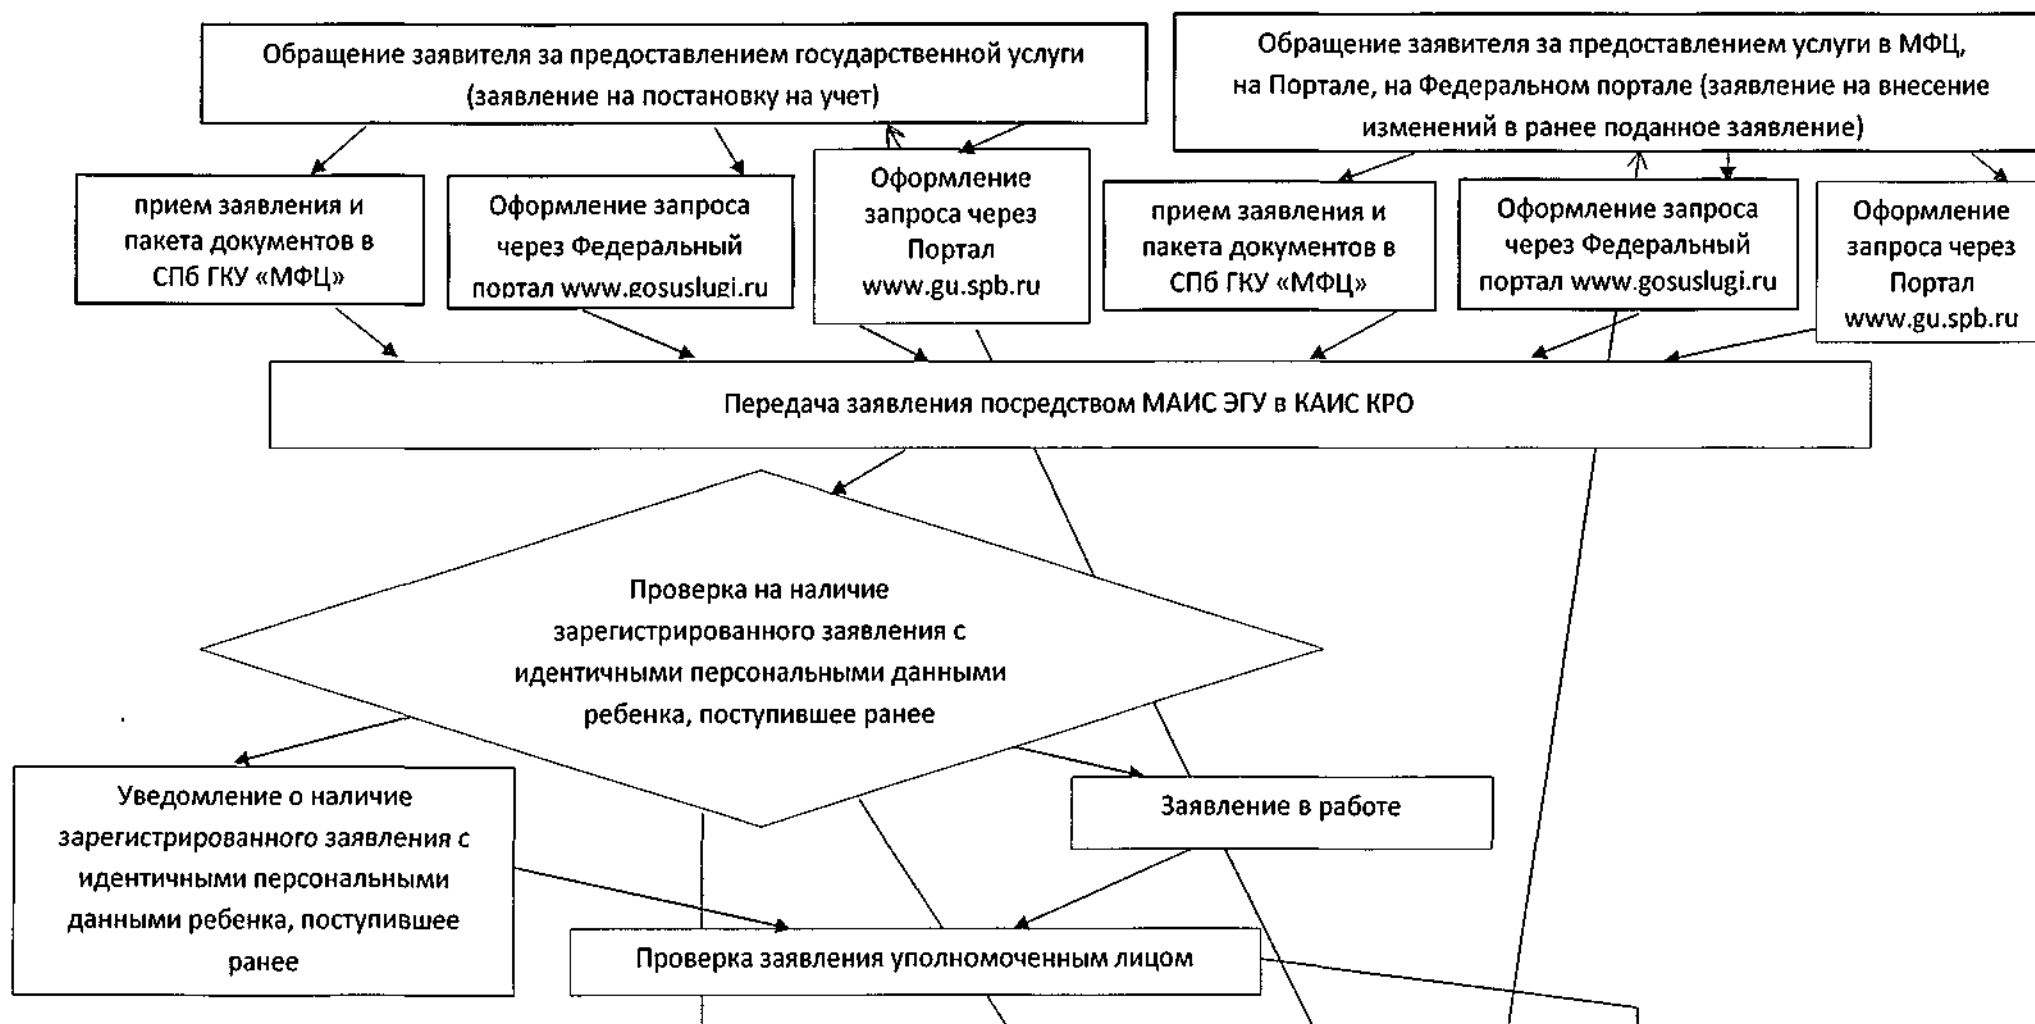 Обращение заявителя за предоставлением государственной услуги
(заявление на постановку на учет)
Обращение заявителя за предоставлением услуги в МФЦ,
на Портале, на Федеральном портале (заявление на внесение
изменений в ранее поданное заявление)
прием заявления и
пакета документов в
СПб ГКУ «МФЦ»
Оформление запроса
через Федеральный
портал www.gosuslugi.ru
Оформление
запроса через
Портал
www.gu.spb.ru
прием заявления и
пакета документов в
СПб ГКУ «МФЦ»
Оформление запроса
через Федеральный
портал www.gosuslugi.ru
Оформление
запроса через
Портал
www.gu.spb.ru
Передача заявления посредством МАИС ЭГУ в КАИС КРО
Проверка на наличие
зарегистрированного заявления с
идентичными персональными данными
ребенка, поступившее ранее
Уведомление о наличие
зарегистрированного заявления с
идентичными персональными
данными ребенка, поступившее
ранее
Заявление в работе
Проверка заявления уполномоченным лицом